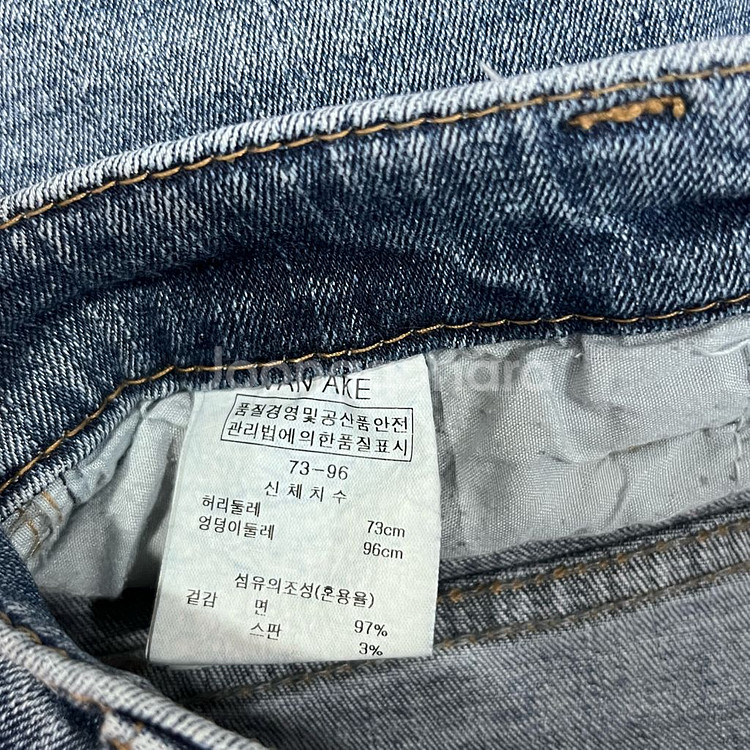 품질경영및공산품안전
관리법에의한품질표시
73-96
신체치수
허리둘레 73cm
엉덩이둘레 96cm
섬유의조성(혼용율)
겉감 면 97%
스판 3%